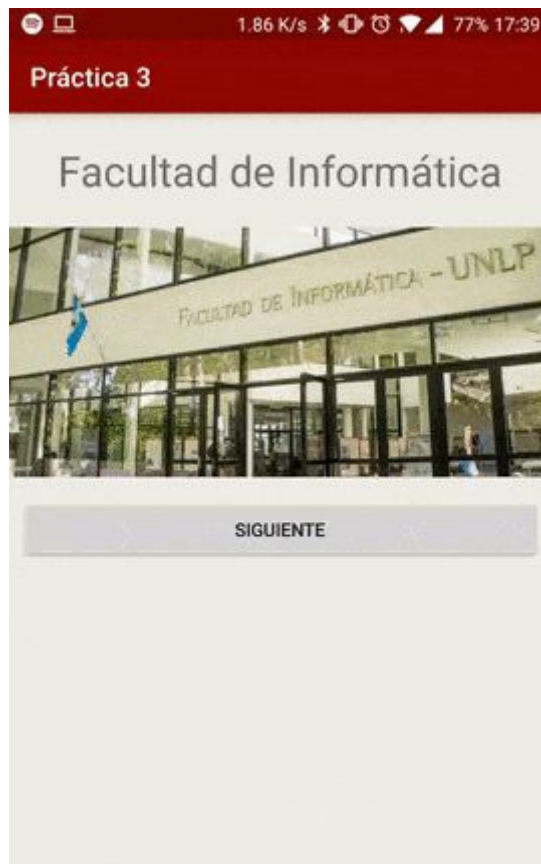 1.86 K/s 77% 17:39
Práctica 3
Facultad de Informática
FACULTAD DE INFORMÁTICA - UNLP
SIGUIENTE